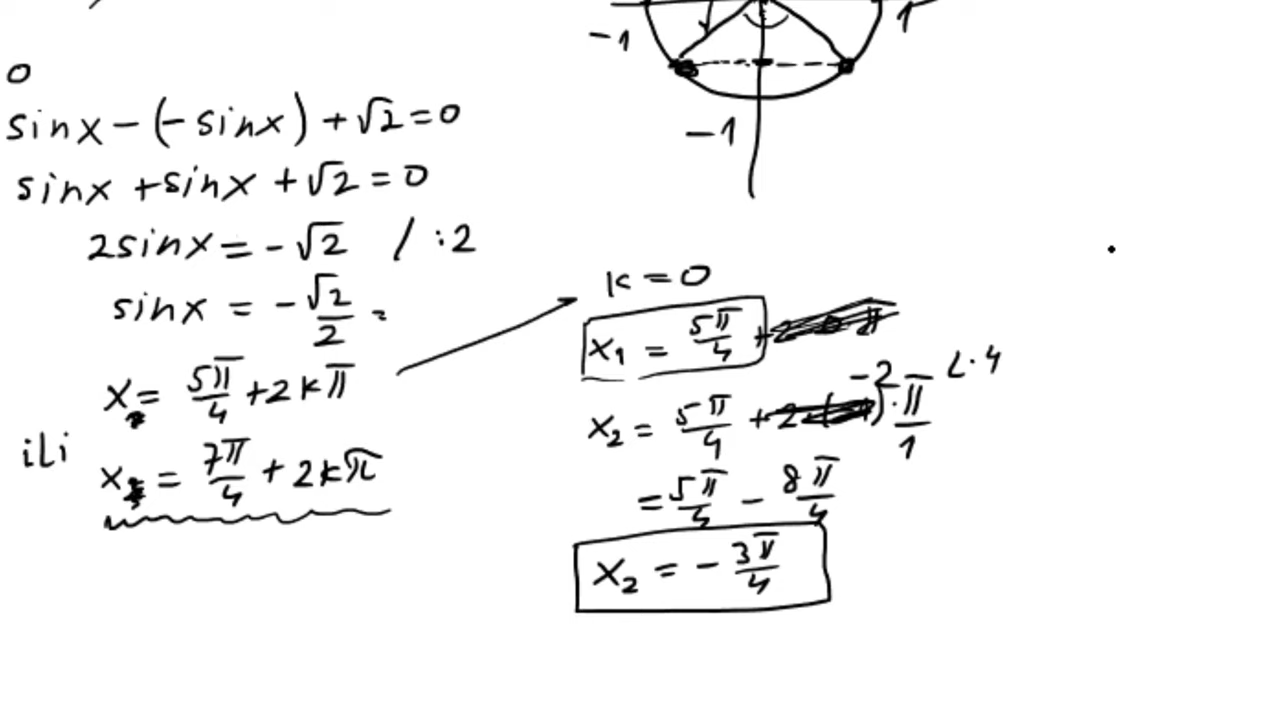 -1 1
-1
0
sinx - (-sinx) + √2 = 0
sinx + sinx + √2 = 0
2sinx = -√2 / :2
sinx = -√2/2 =
x = 5π/4 + 2kπ
ili x = 7π/4 + 2kπ
k = 0
x₁ = 5π/4 +
x₂ = 5π/4 + -2 · π/1 ∠·4
= 5π/4 - 8π/4
x₂ = -3π/4